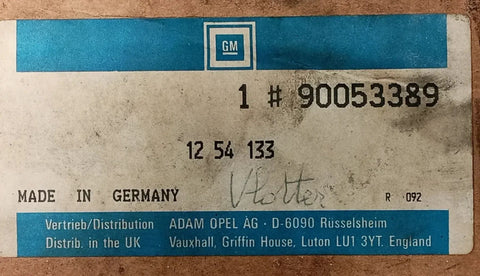 GM
1 # 90053389
12 54 133
MADE IN GERMANY Vlotter R 092
Vertrieb/Distribution ADAM OPEL AG · D-6090 Rüsselsheim
Distrib. in the UK Vauxhall, Griffin House, Luton LU1 3YT. England